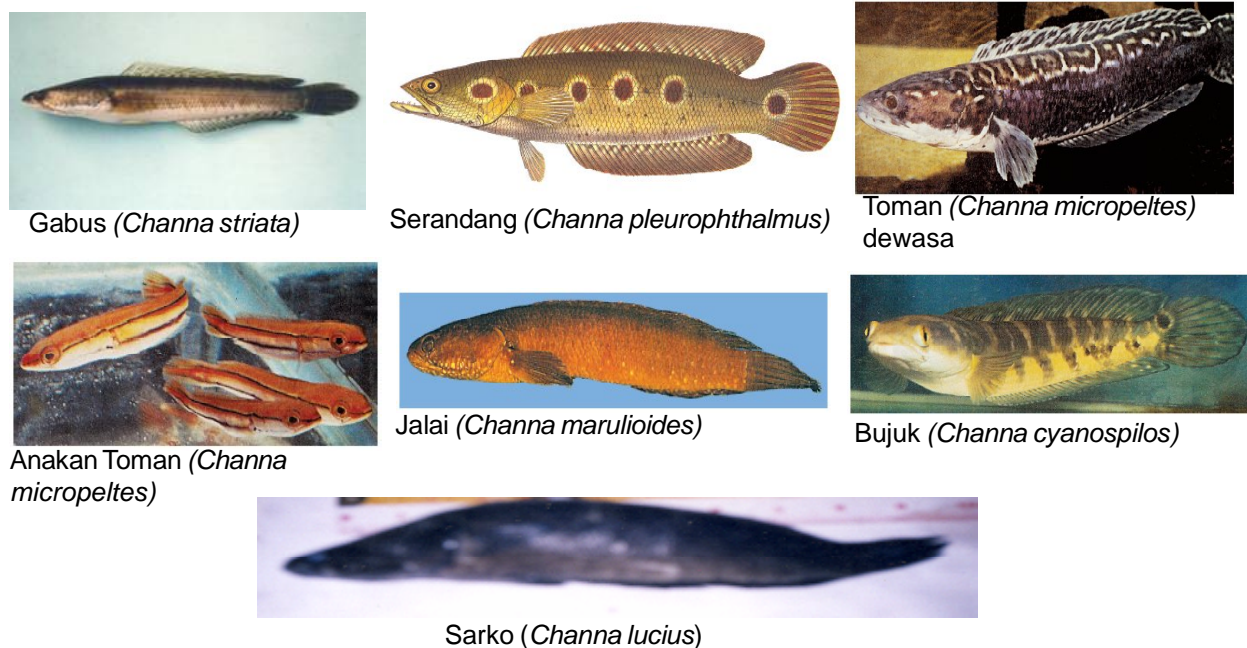 Gabus (Channa striata)
Serandang (Channa pleurophthalmus)
Toman (Channa micropeltes)
dewasa
Anakan Toman (Channa
micropeltes)
Jalai (Channa marulioides)
Bujuk (Channa cyanospilos)
Sarko (Channa lucius)